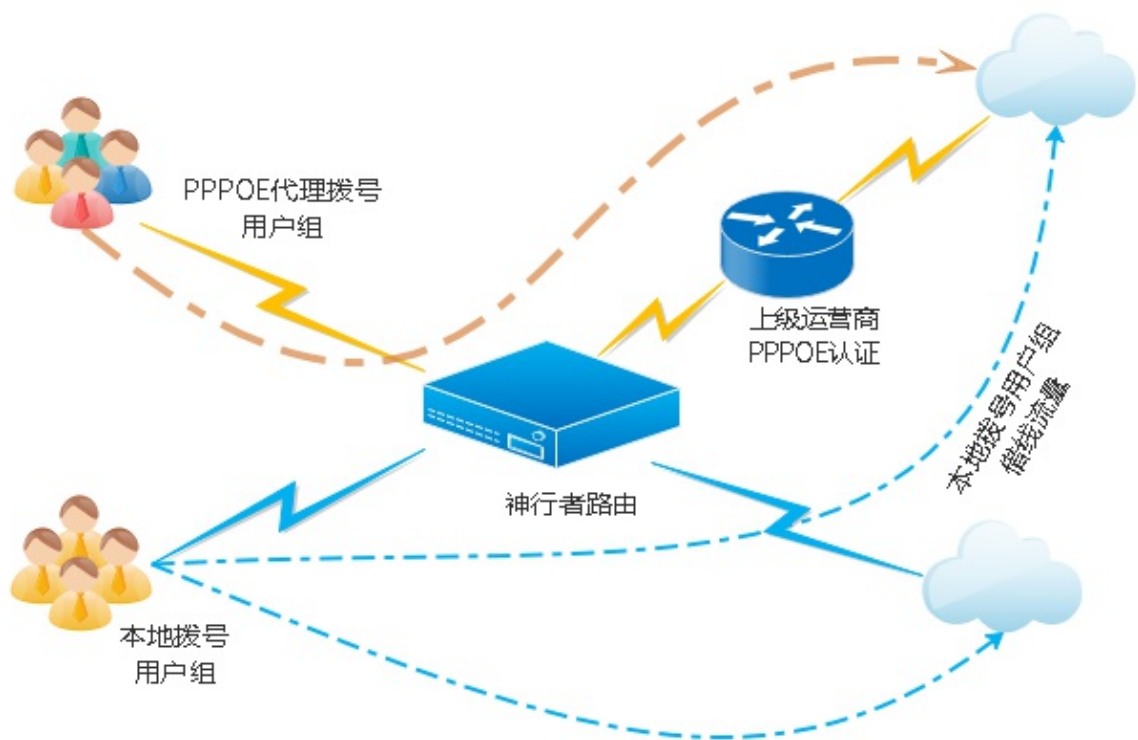 PPPOE代理拨号
用户组
上级运营商
PPPOE认证
本地拨号用户组
借线流量
神行者路由
本地拨号
用户组